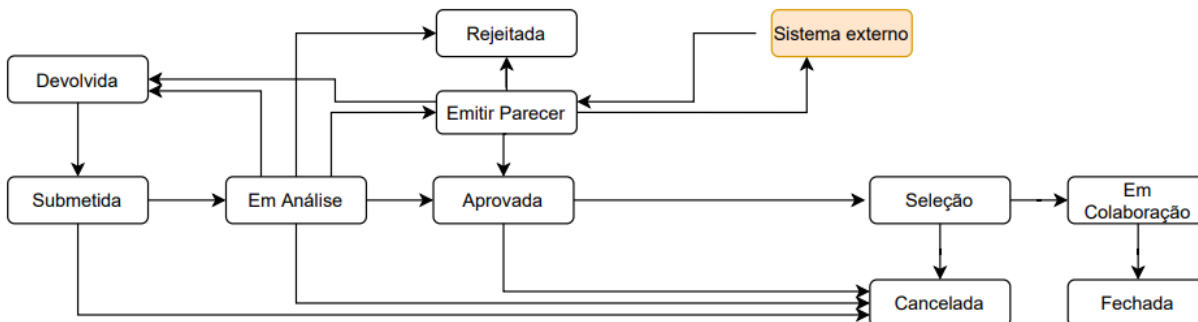 Rejeitada
Sistema externo
Devolvida
Emitir Parecer
Submetida
Em Análise
Aprovada
Seleção
Em
Colaboração
Cancelada
Fechada